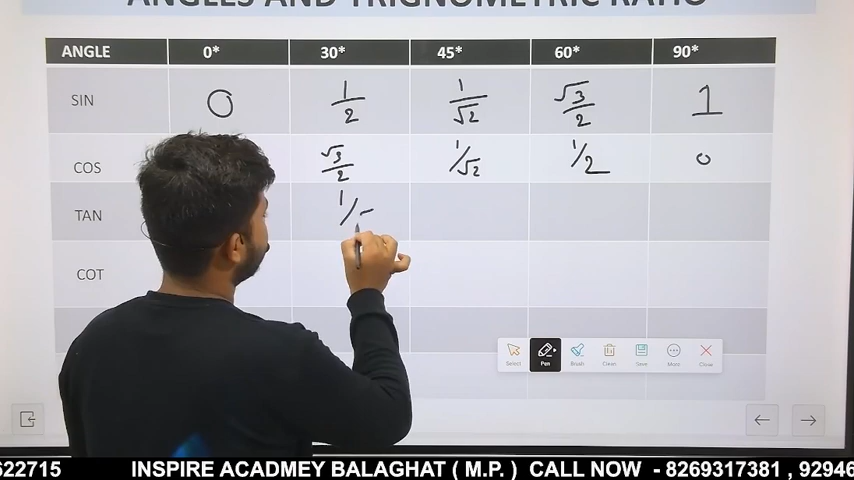 ANGLES AND TRIGNOMETRIC RATIO
ANGLE 0* 30* 45* 60* 90*
SIN 0 1/2 1/√2 √3/2 1
COS √3/2 1/√2 1/2 0
TAN 1/
COT
Select Pen Brush Clean Save More Close
622715 INSPIRE ACADMEY BALAGHAT ( M.P. ) CALL NOW - 8269317381 , 92946